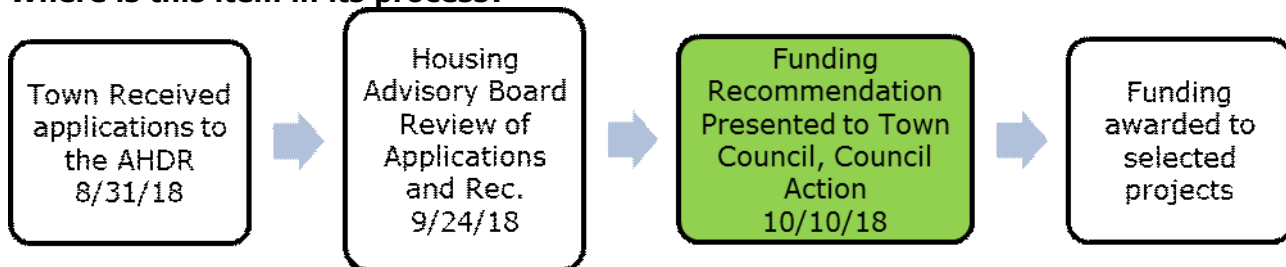 Where is this item in its process?
Town Received
applications to
the AHDR
8/31/18
Housing
Advisory Board
Review of
Applications
and Rec.
9/24/18
Funding
Recommendation
Presented to Town
Council, Council
Action
10/10/18
Funding
awarded to
selected
projects